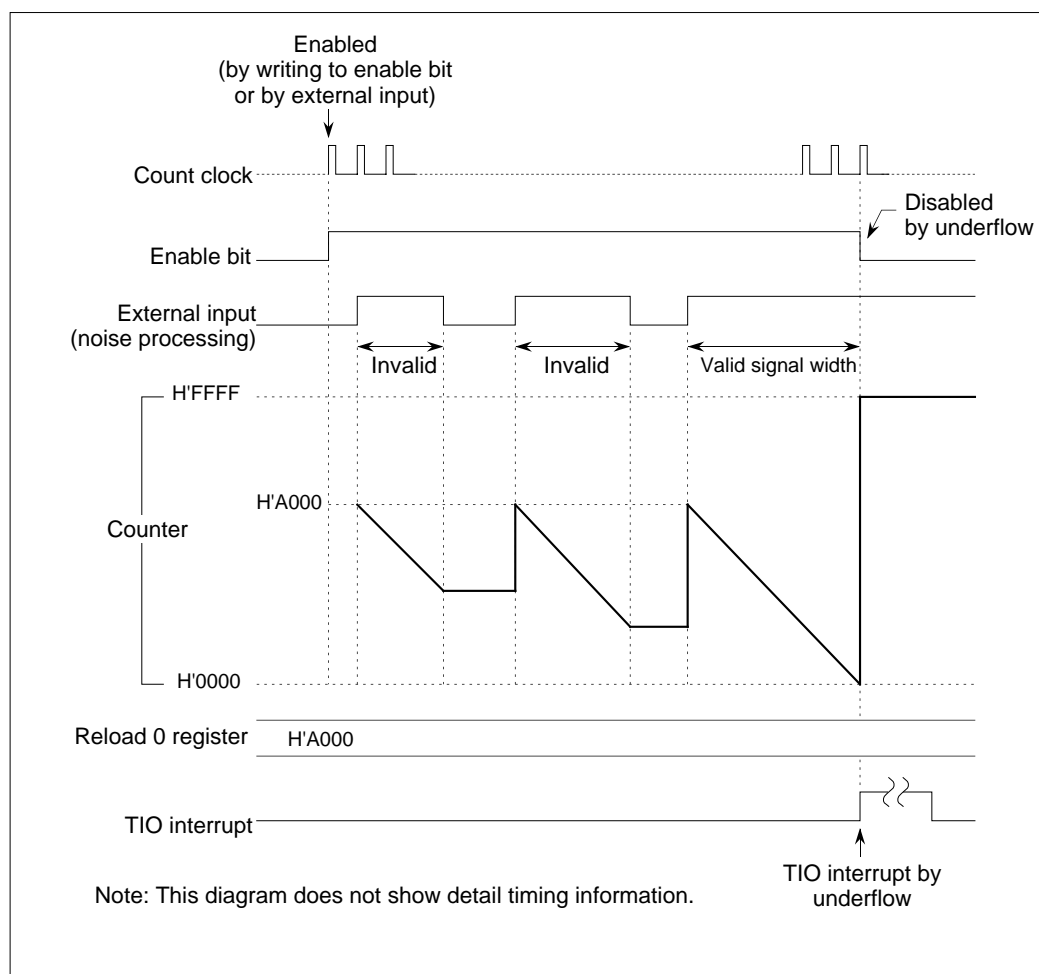 Enabled
(by writing to enable bit
or by external input)
Count clock
Disabled
by underflow
Enable bit
External input
(noise processing)
Invalid
Invalid
Valid signal width
H'FFFF
H'A000
Counter
H'0000
Reload 0 register
H'A000
TIO interrupt
TIO interrupt by
underflow
Note: This diagram does not show detail timing information.